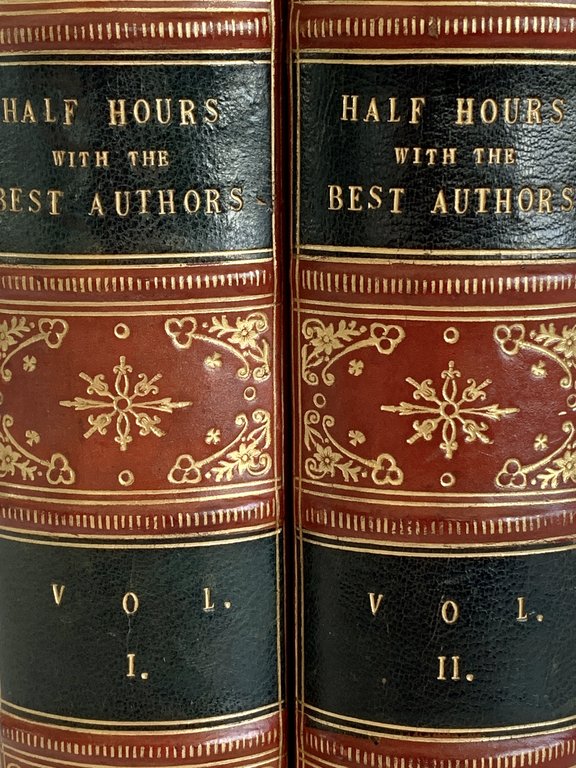 HALF HOURS
WITH THE
BEST AUTHORS
VOL.
I.
HALF HOURS
WITH THE
BEST AUTHORS
VOL.
II.